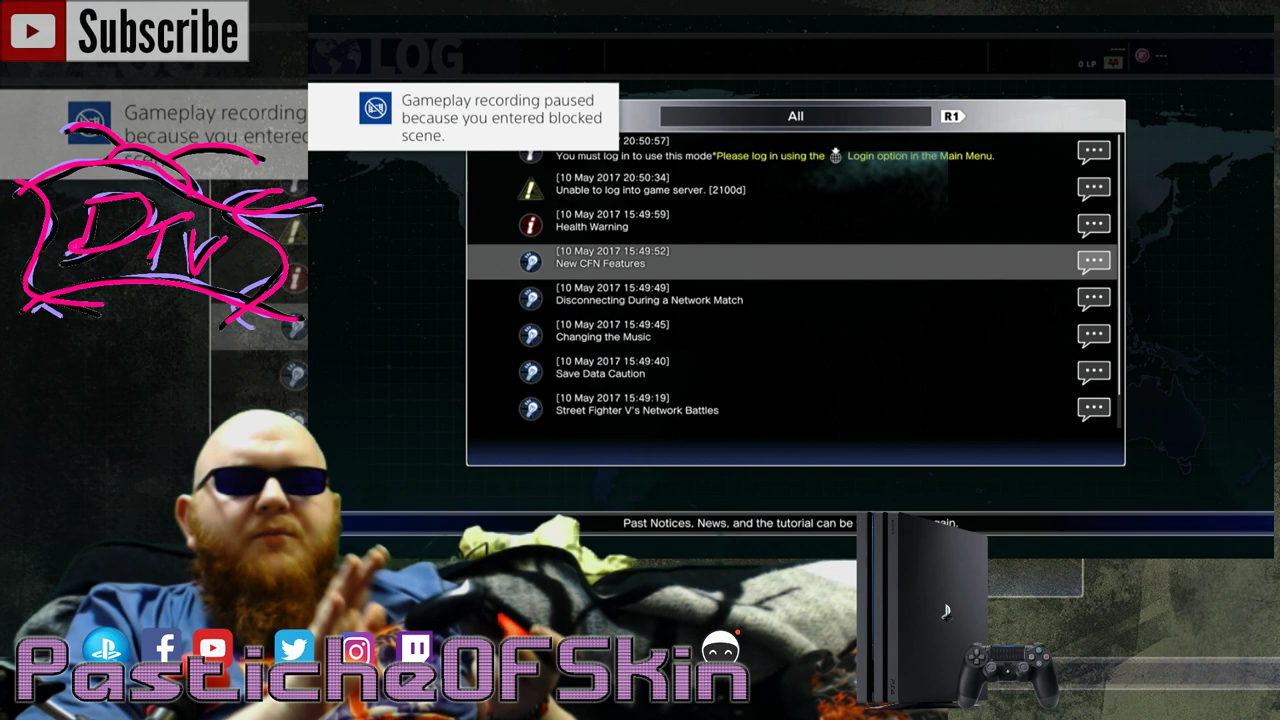 Subscribe
LOG
0 LP
Gameplay recording
because you entered
Gameplay recording paused
because you entered blocked
scene.
All
R1
7 20:50:57]
You must log in to use this mode*Please log in using the Login option in the Main Menu.
[10 May 2017 20:50:34]
Unable to log into game server. [2100d]
[10 May 2017 15:49:59]
Health Warning
[10 May 2017 15:49:52]
New CFN Features
[10 May 2017 15:49:49]
Disconnecting During a Network Match
[10 May 2017 15:49:45]
Changing the Music
[10 May 2017 15:49:40]
Save Data Caution
[10 May 2017 15:49:19]
Street Fighter V's Network Battles
DTV
Past Notices, News, and the tutorial can be
PasticheOFSkin